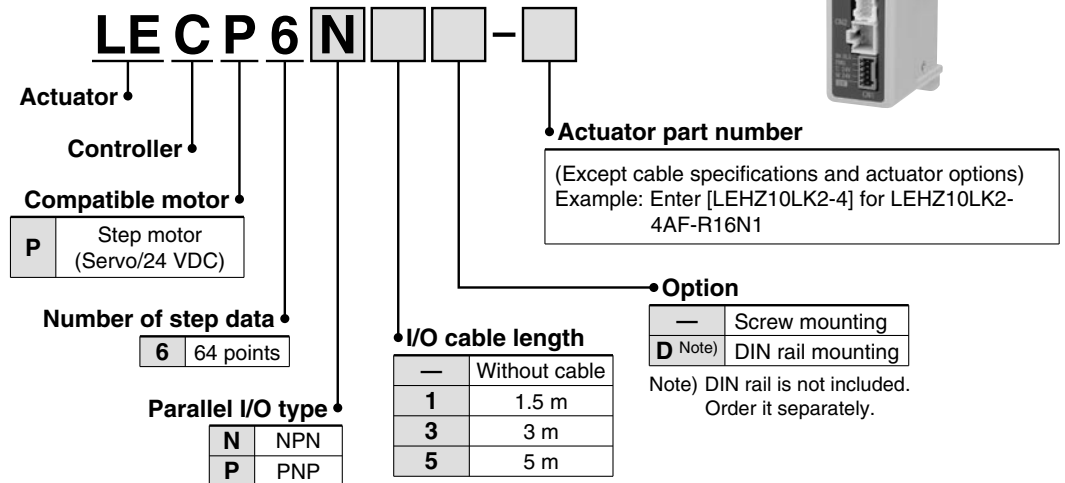 LE C P 6 N –
Actuator
Controller
Compatible motor
P Step motor
(Servo/24 VDC)
Number of step data
6 64 points
Parallel I/O type
N NPN
P PNP
I/O cable length
— Without cable
1 1.5 m
3 3 m
5 5 m
Option
— Screw mounting
D Note) DIN rail mounting
Note) DIN rail is not included.
Order it separately.
Actuator part number
(Except cable specifications and actuator options)
Example: Enter [LEHZ10LK2-4] for LEHZ10LK2-
4AF-R16N1